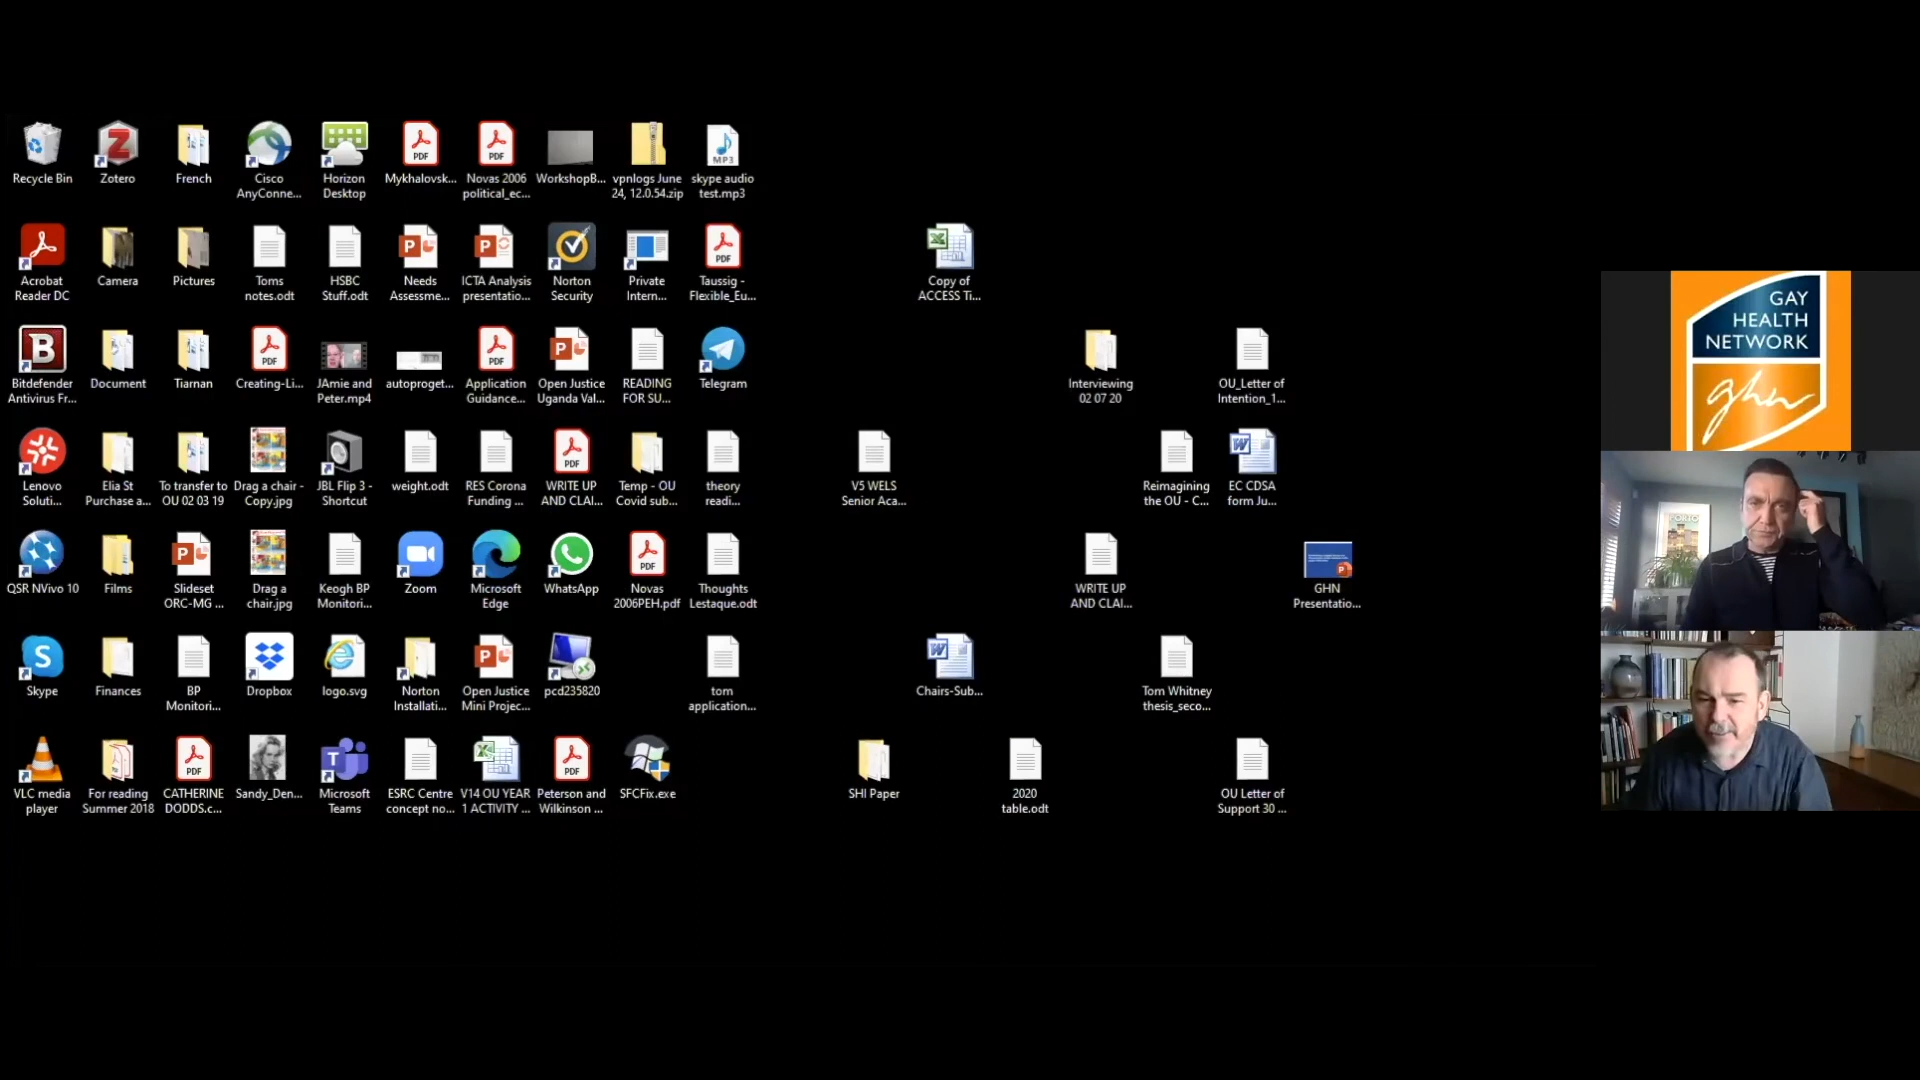 Recycle Bin
Zotero
French
Cisco
AnyConne...
Horizon
Desktop
Mykhalovsk...
Novas 2006
political_ec...
WorkshopB...
vpnlogs June
24, 12.0.54.zip
skype audio
test.mp3
Acrobat
Reader DC
Camera
Pictures
Toms
notes.odt
HSBC
Stuff.odt
Needs
Assessme...
ICTA Analysis
presentatio...
Norton
Security
Private
Intern...
Taussig -
Flexible_Eu...
Copy of
ACCESS Ti...
Bitdefender
Antivirus Fr...
Document
Tiarnan
Creating-Li...
JAmie and
Peter.mp4
autoproget...
Application
Guidance...
Open Justice
Uganda Val...
READING
FOR SU...
Telegram
Interviewing
02 07 20
OU_Letter of
Intention_1...
Lenovo
Soluti...
Elia St
Purchase a...
To transfer to
OU 02 03 19
Drag a chair -
Copy.jpg
JBL Flip 3 -
Shortcut
weight.odt
RES Corona
Funding ...
WRITE UP
AND CLAI...
Temp - OU
Covid sub...
theory
readi...
V5 WELS
Senior Aca...
Reimagining
the OU - C...
EC CDSA
form Ju...
QSR NVivo 10
Films
Slideset
ORC-MG ...
Drag a
chair.jpg
Keogh BP
Monitori...
Zoom
Microsoft
Edge
WhatsApp
Novas
2006PEH.pdf
Thoughts
Lestaque.odt
WRITE UP
AND CLAI...
GHN
Presentatio...
Skype
Finances
BP
Monitori...
Dropbox
logo.svg
Norton
Installati...
Open Justice
Mini Projec...
pcd235820
tom
application...
Chairs-Sub...
Tom Whitney
thesis_seco...
VLC media
player
For reading
Summer 2018
CATHERINE
DODDS.c...
Sandy_Den...
Microsoft
Teams
ESRC Centre
concept no...
V14 OU YEAR
1 ACTIVITY ...
Peterson and
Wilkinson ...
SFCFix.exe
SHI Paper
2020
table.odt
OU Letter of
Support 30 ...
GAY
HEALTH
NETWORK
ghn